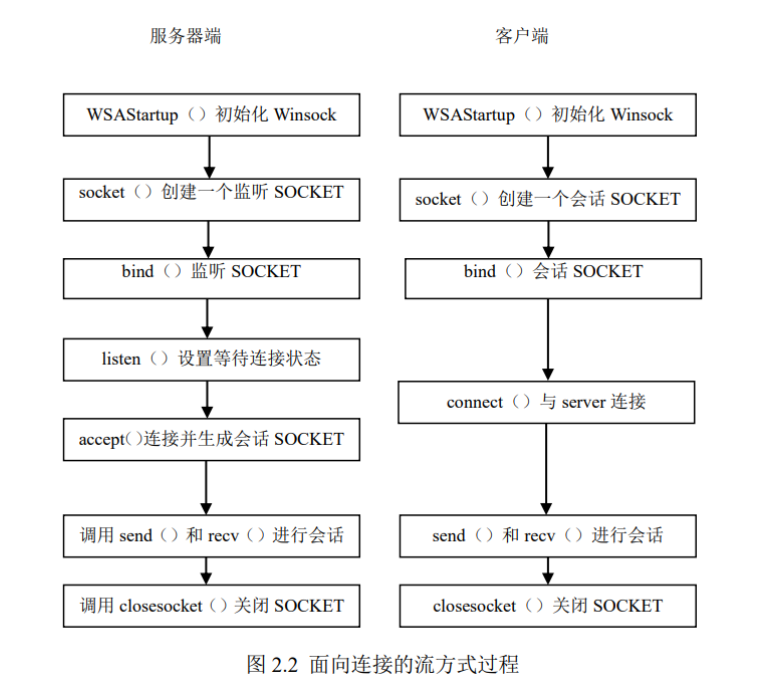 服务器端
客户端
WSAStartup（）初始化 Winsock
WSAStartup（）初始化 Winsock
socket（）创建一个监听 SOCKET
socket（）创建一个会话 SOCKET
bind（）监听 SOCKET
bind（）会话 SOCKET
listen（）设置等待连接状态
connect（）与 server 连接
accept()连接并生成会话 SOCKET
调用 send（）和 recv（）进行会话
send（）和 recv（）进行会话
调用 closesocket（）关闭 SOCKET
closesocket（）关闭 SOCKET
图 2.2 面向连接的流方式过程